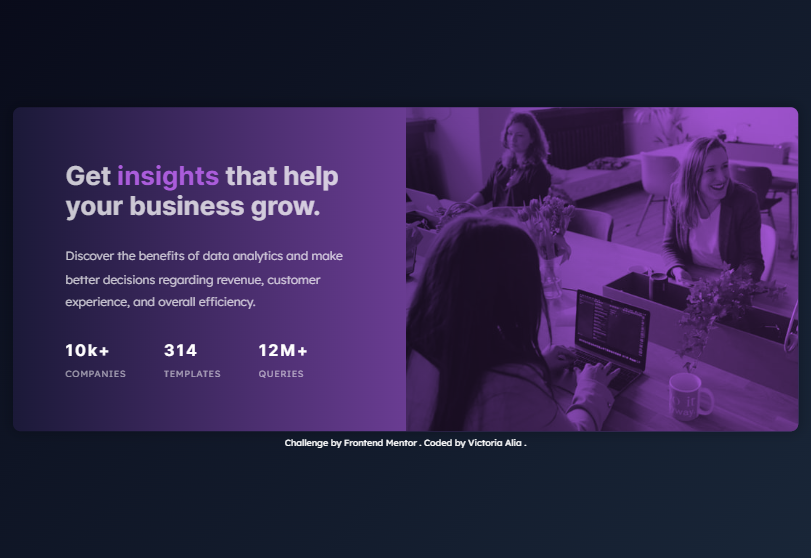 Get insights that help
your business grow.
Discover the benefits of data analytics and make
better decisions regarding revenue, customer
experience, and overall efficiency.
10k+ 314 12M+
COMPANIES TEMPLATES QUERIES
Challenge by Frontend Mentor . Coded by Victoria Alia .